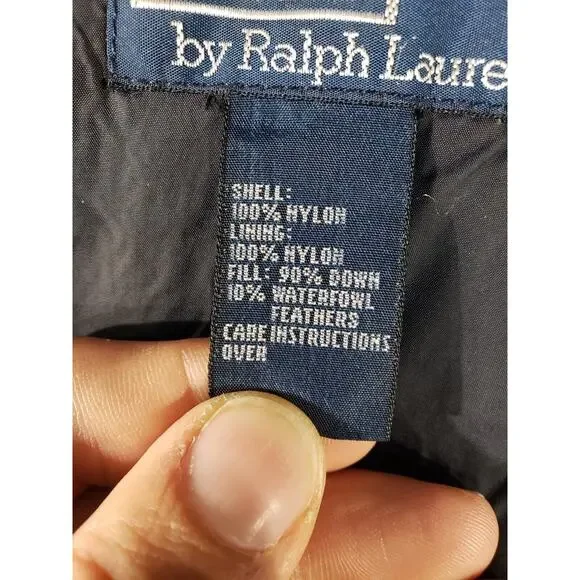 by Ralph Laure
SHELL:
100% NYLON
LINING:
100% NYLON
FILL: 90% DOWN
10% WATERFOWL
FEATHERS
CARE INSTRUCTIONS
OVER